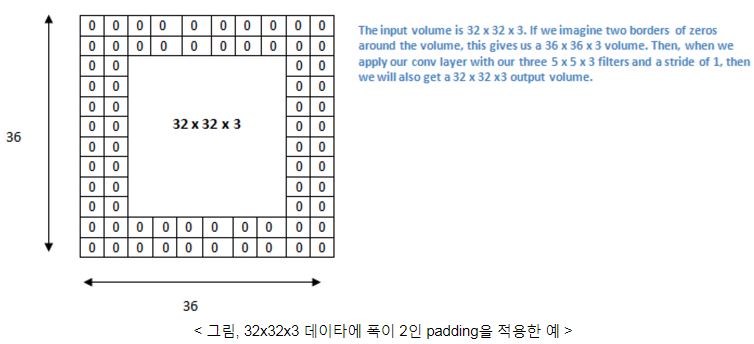 0 0 0 0 0 0 0 0 0 0
0 0 0 0 0 0 0 0 0 0
0 0 0 0
0 0 0 0
0 0 0 0
0 0 32 x 32 x 3 0 0
36
0 0 0 0
0 0 0 0
0 0 0 0
0 0 0 0
0 0 0 0 0 0 0 0 0 0
0 0 0 0 0 0 0 0 0 0
36
The input volume is 32 x 32 x 3. If we imagine two borders of zeros
around the volume, this gives us a 36 x 36 x 3 volume. Then, when we
apply our conv layer with our three 5 x 5 x 3 filters and a stride of 1, then
we will also get a 32 x 32 x3 output volume.
< 그림, 32x32x3 데이타에 폭이 2인 padding을 적용한 예 >